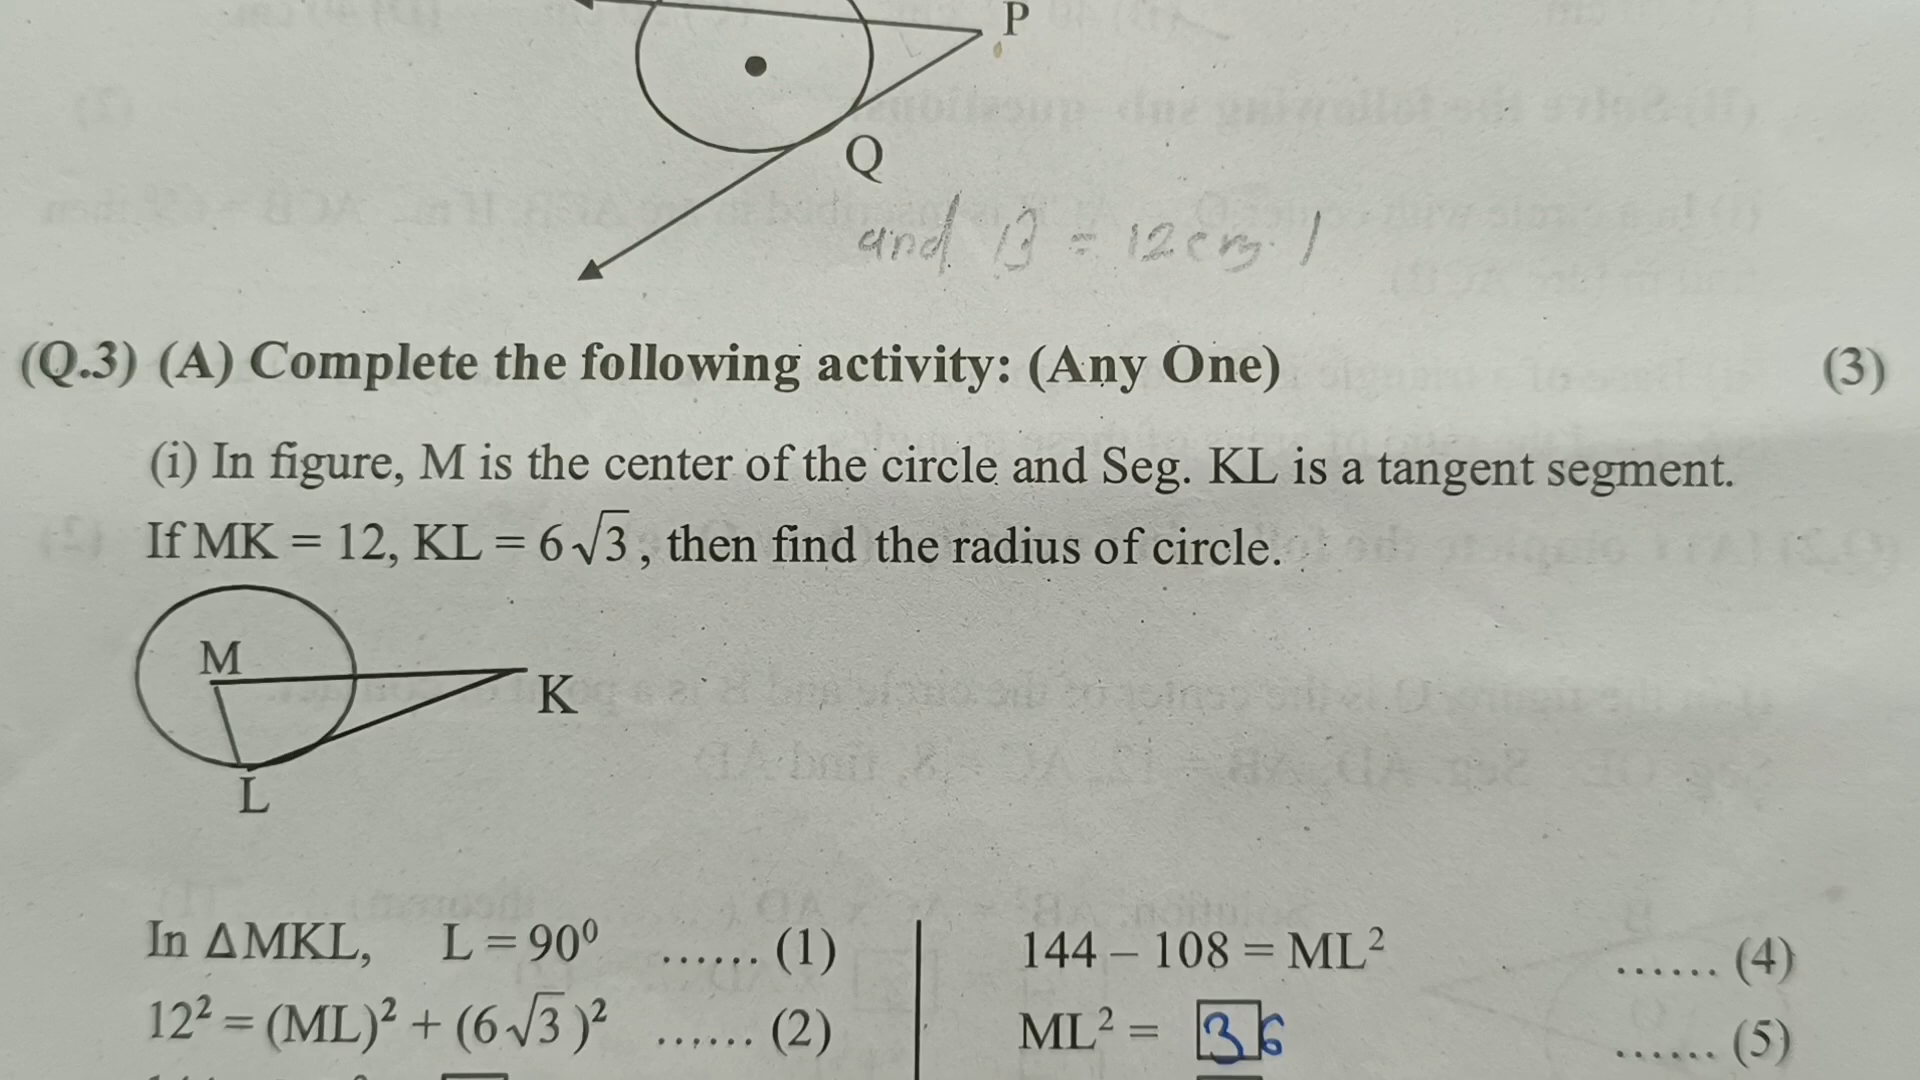 P
Q
and = 12cm.
(Q.3) (A) Complete the following activity: (Any One) (3)
(i) In figure, M is the center of the circle and Seg. KL is a tangent segment.
If MK = 12, KL = 6√3, then find the radius of circle.
M
K
L
In ΔMKL, L = 90⁰ ...... (1)
12² = (ML)² + (6√3)² ...... (2)
144 – 108 = ML² ...... (4)
ML² = 36 ...... (5)